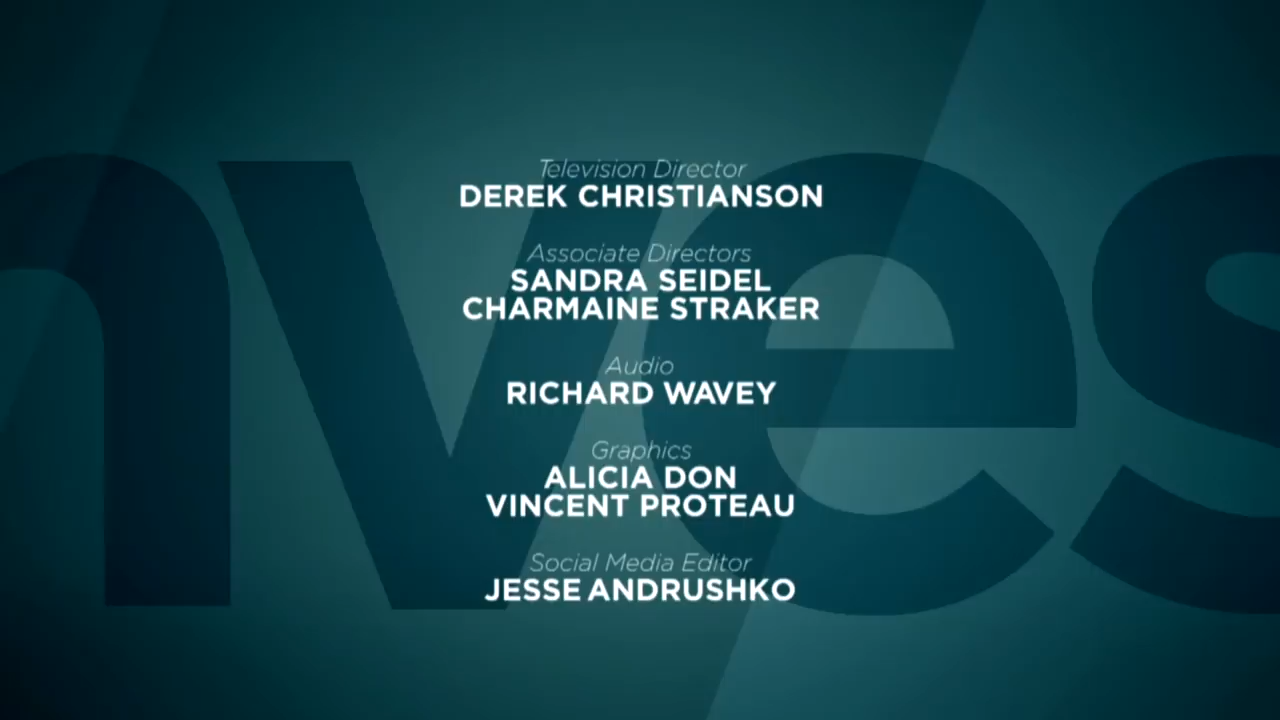 Television Director
DEREK CHRISTIANSON
Associate Directors
SANDRA SEIDEL
CHARMAINE STRAKER
Audio
RICHARD WAVEY
Graphics
ALICIA DON
VINCENT PROTEAU
Social Media Editor
JESSE ANDRUSHKO
nves